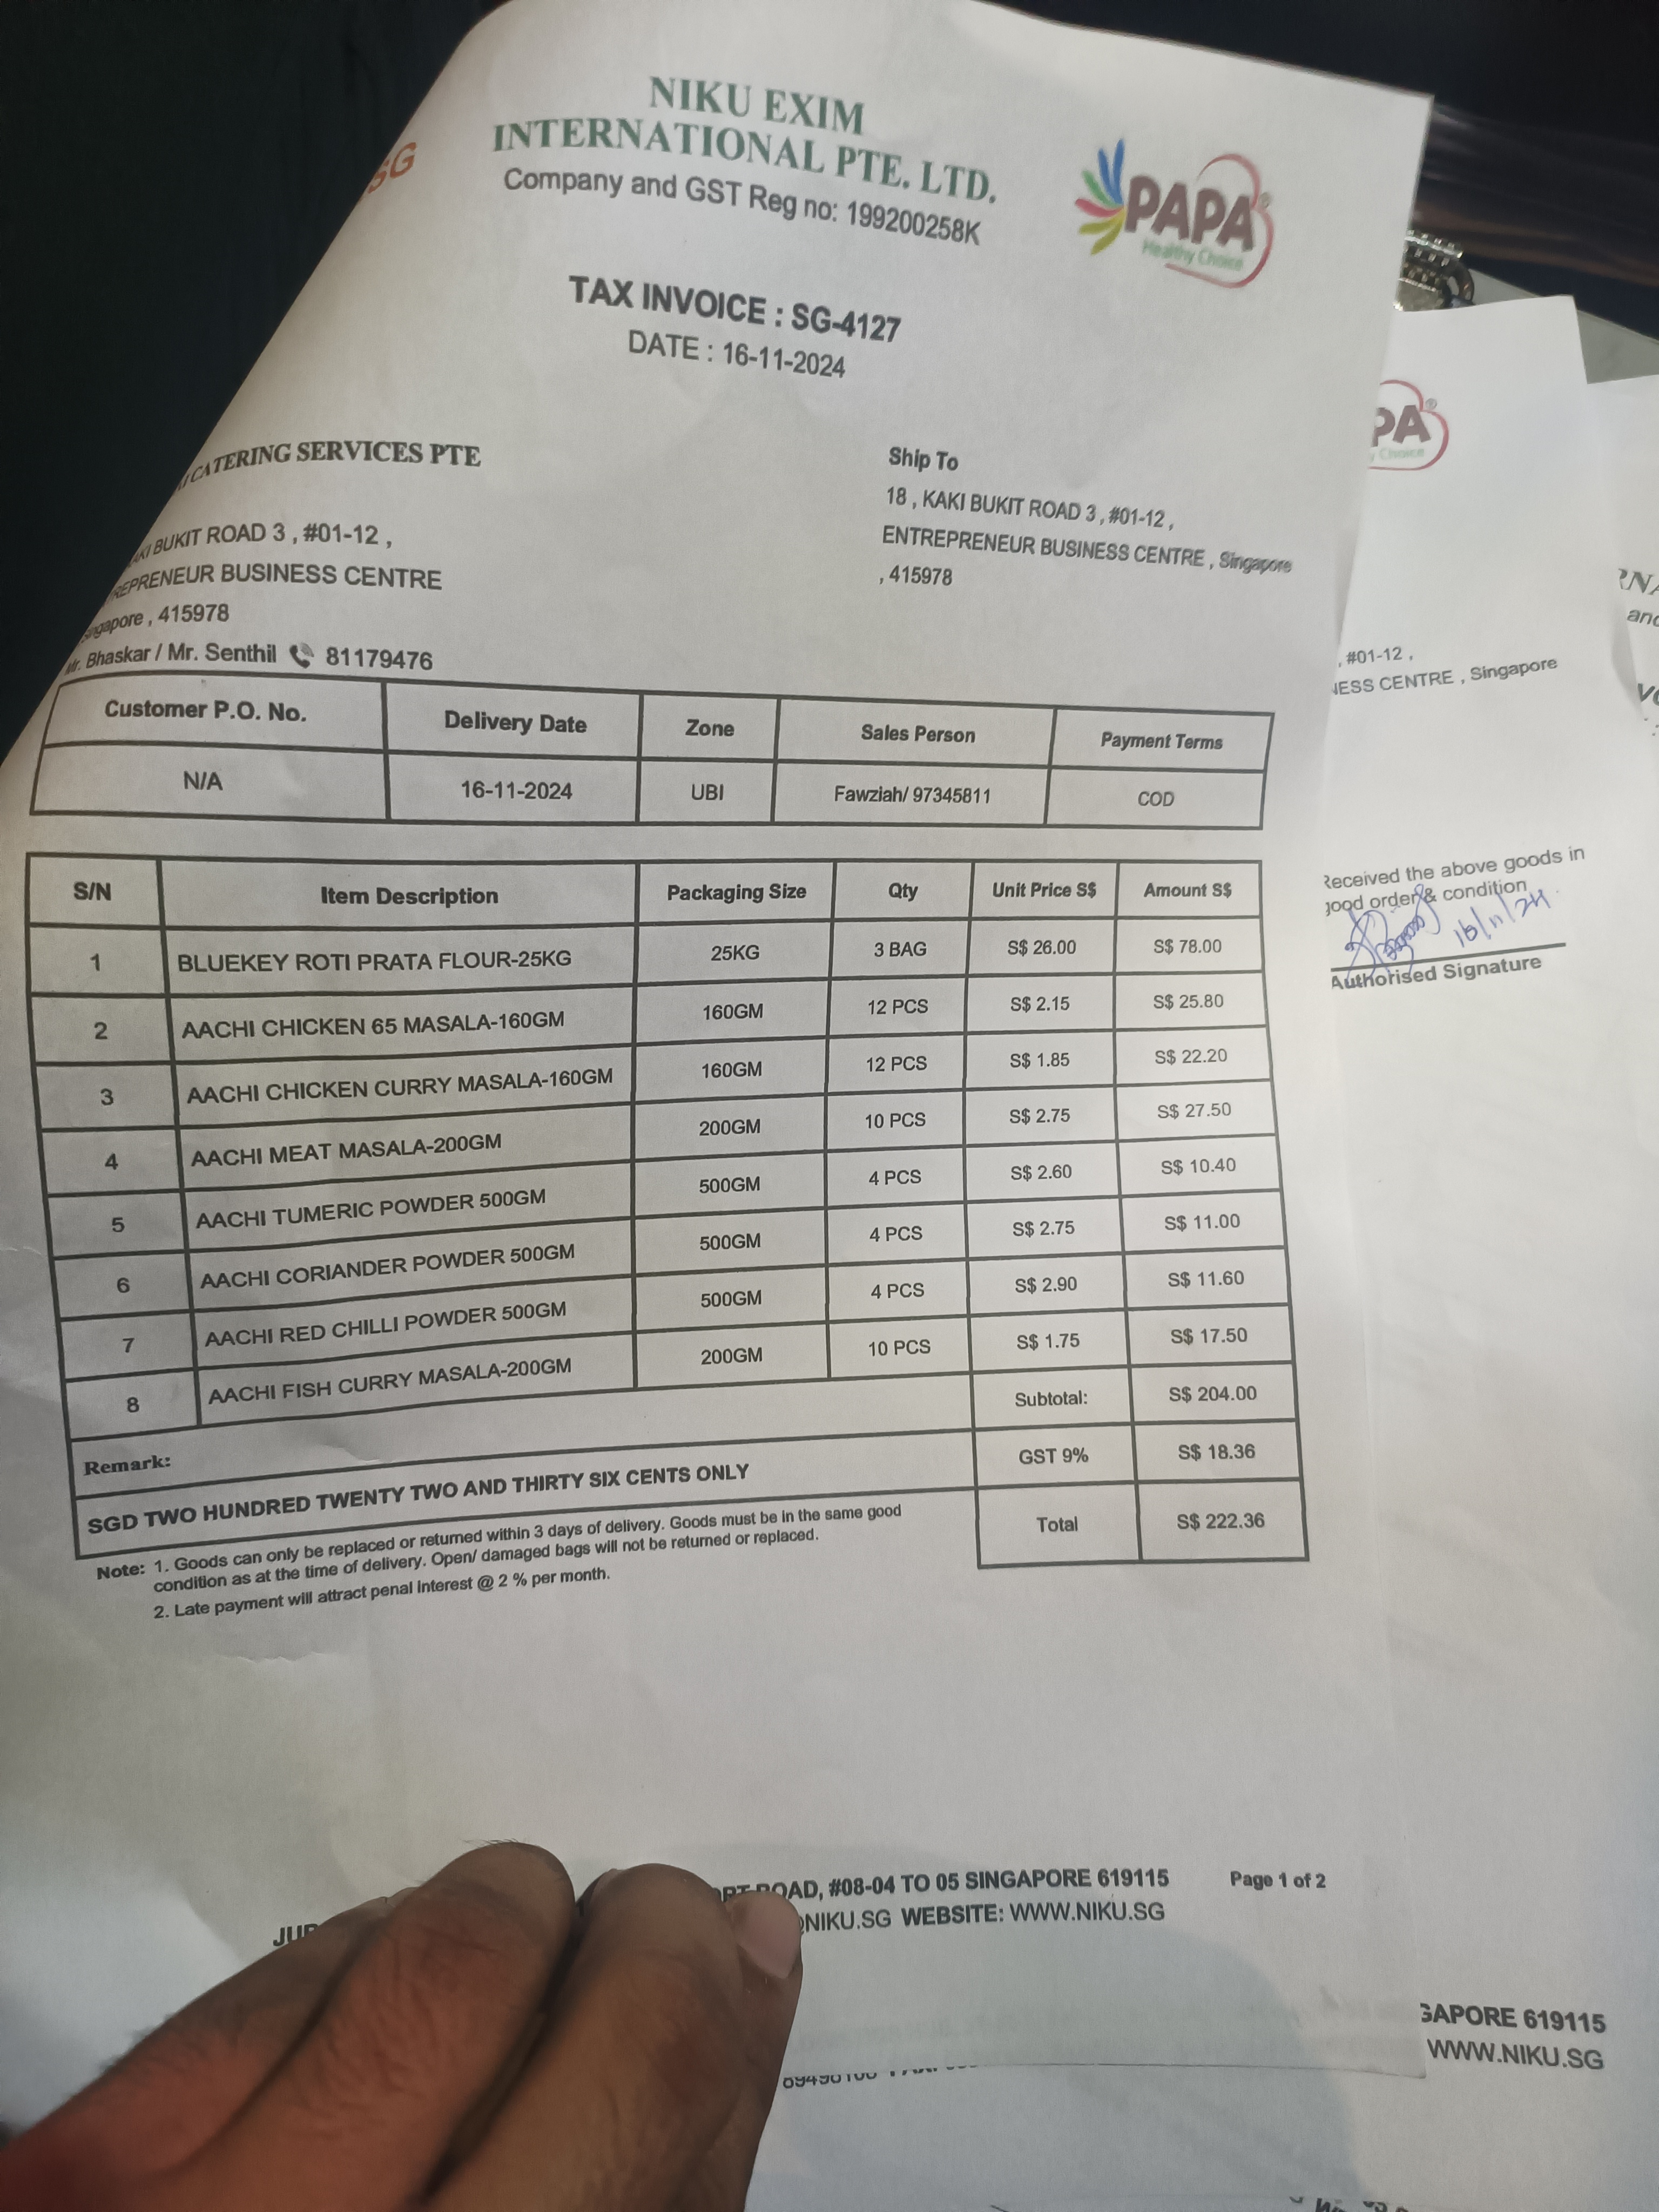 SG
NIKU EXIM
INTERNATIONAL PTE. LTD.
Company and GST Reg no: 199200258K
PAPA®
Healthy Choice
TAX INVOICE : SG-4127
DATE : 16-11-2024
CATERING SERVICES PTE
BUKIT ROAD 3 , #01-12 ,
BUSINESS CENTRE
, 415978
Mr. Bhaskar / Mr. Senthil 81179476
Ship To
18 , KAKI BUKIT ROAD 3 , #01-12 ,
ENTREPRENEUR BUSINESS CENTRE , Singapore
, 415978
Customer P.O. No. Delivery Date Zone Sales Person Payment Terms
N/A 16-11-2024 UBI Fawziah/ 97345811 COD
S/N Item Description Packaging Size Qty Unit Price S$ Amount S$
1 BLUEKEY ROTI PRATA FLOUR-25KG 25KG 3 BAG S$ 26.00 S$ 78.00
2 AACHI CHICKEN 65 MASALA-160GM 160GM 12 PCS S$ 2.15 S$ 25.80
3 AACHI CHICKEN CURRY MASALA-160GM 160GM 12 PCS S$ 1.85 S$ 22.20
4 AACHI MEAT MASALA-200GM 200GM 10 PCS S$ 2.75 S$ 27.50
5 AACHI TUMERIC POWDER 500GM 500GM 4 PCS S$ 2.60 S$ 10.40
6 AACHI CORIANDER POWDER 500GM 500GM 4 PCS S$ 2.75 S$ 11.00
7 AACHI RED CHILLI POWDER 500GM 500GM 4 PCS S$ 2.90 S$ 11.60
8 AACHI FISH CURRY MASALA-200GM 200GM 10 PCS S$ 1.75 S$ 17.50
Remark: Subtotal: S$ 204.00
SGD TWO HUNDRED TWENTY TWO AND THIRTY SIX CENTS ONLY GST 9% S$ 18.36
Total S$ 222.36
Note: 1. Goods can only be replaced or returned within 3 days of delivery. Goods must be in the same good
condition as at the time of delivery. Open/ damaged bags will not be returned or replaced.
2. Late payment will attract penal interest @ 2 % per month.
ROAD, #08-04 TO 05 SINGAPORE 619115 Page 1 of 2
NIKU.SG WEBSITE: WWW.NIKU.SG
PA®
Choice
, #01-12 ,
CENTRE , Singapore
Received the above goods in
good order & condition
16/11/24
Authorised Signature
619115
WWW.NIKU.SG